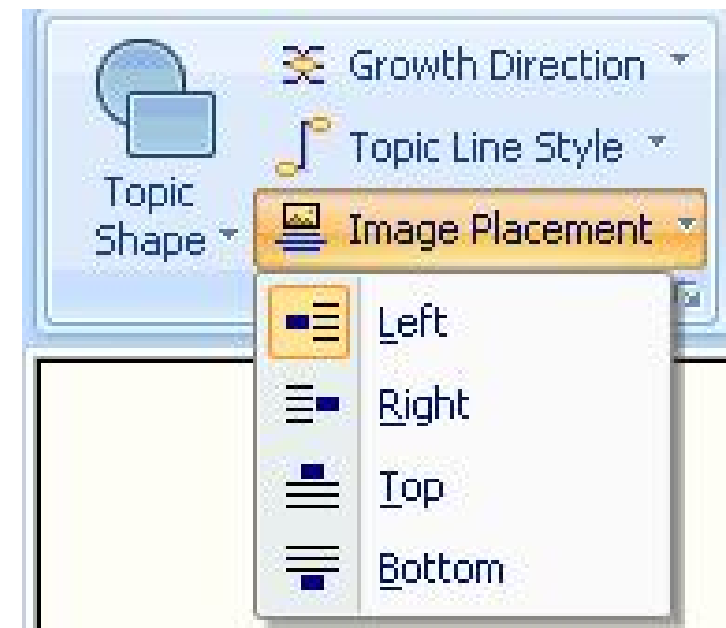 Growth Direction
Topic Line Style
Topic
Shape
Image Placement
Left
Right
Top
Bottom